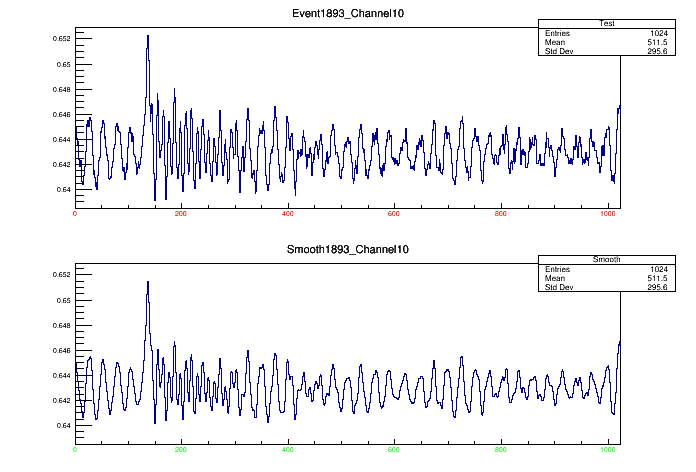 Event1893_Channel10
Test
Entries 1024
Mean 511.5
Std Dev 295.6
0.652
0.65
0.648
0.646
0.644
0.642
0.64
0 200 400 600 800 1000
Smooth1893_Channel10
Smooth
Entries 1024
Mean 511.5
Std Dev 295.6
0.652
0.65
0.648
0.646
0.644
0.642
0.64
0 200 400 600 800 1000